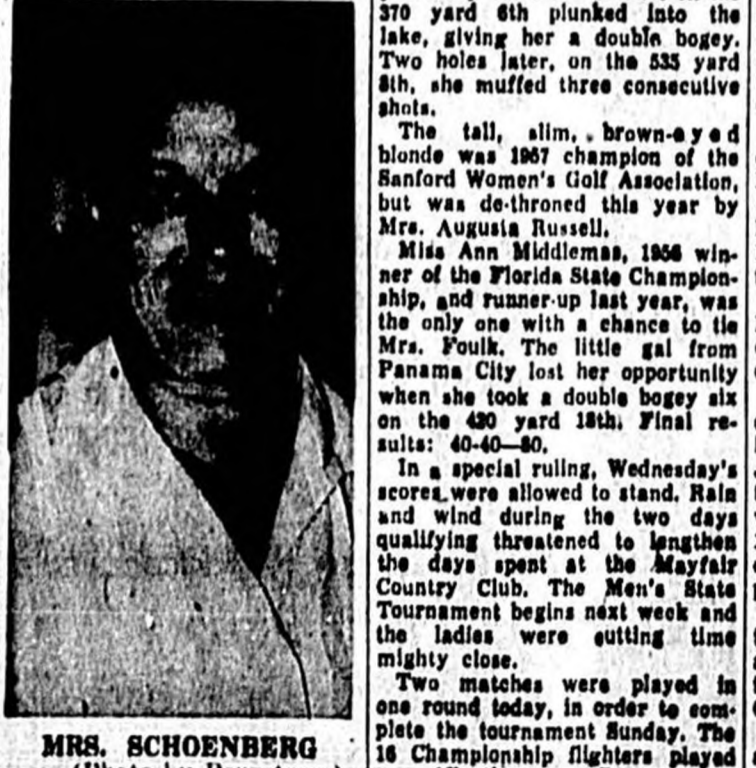 370 yard 6th plunked into the
lake, giving her a double bogey.
Two holes later, on the 535 yard
8th, she muffed three consecutive
shots.
The tall, slim, brown-eyed
blonde was 1957 champion of the
Sanford Women's Golf Association,
but was de-throned this year by
Mrs. Augusta Russell.
Miss Ann Middlemas, 1956 win-
ner of the Florida State Champion-
ship, and runner-up last year, was
the only one with a chance to tie
Mrs. Foulk. The little gal from
Panama City lost her opportunity
when she took a double bogey six
on the 420 yard 18th. Final re-
sults: 40-40—80.
In a special ruling, Wednesday's
scores were allowed to stand. Rain
and wind during the two days
qualifying threatened to lengthen
the days spent at the Mayfair
Country Club. The Men's State
Tournament begins next week and
the ladies were cutting time
mighty close.
Two matches were played in
one round today, in order to com-
plete the tournament Sunday. The
16 Championship flighters played
MRS. SCHOENBERG